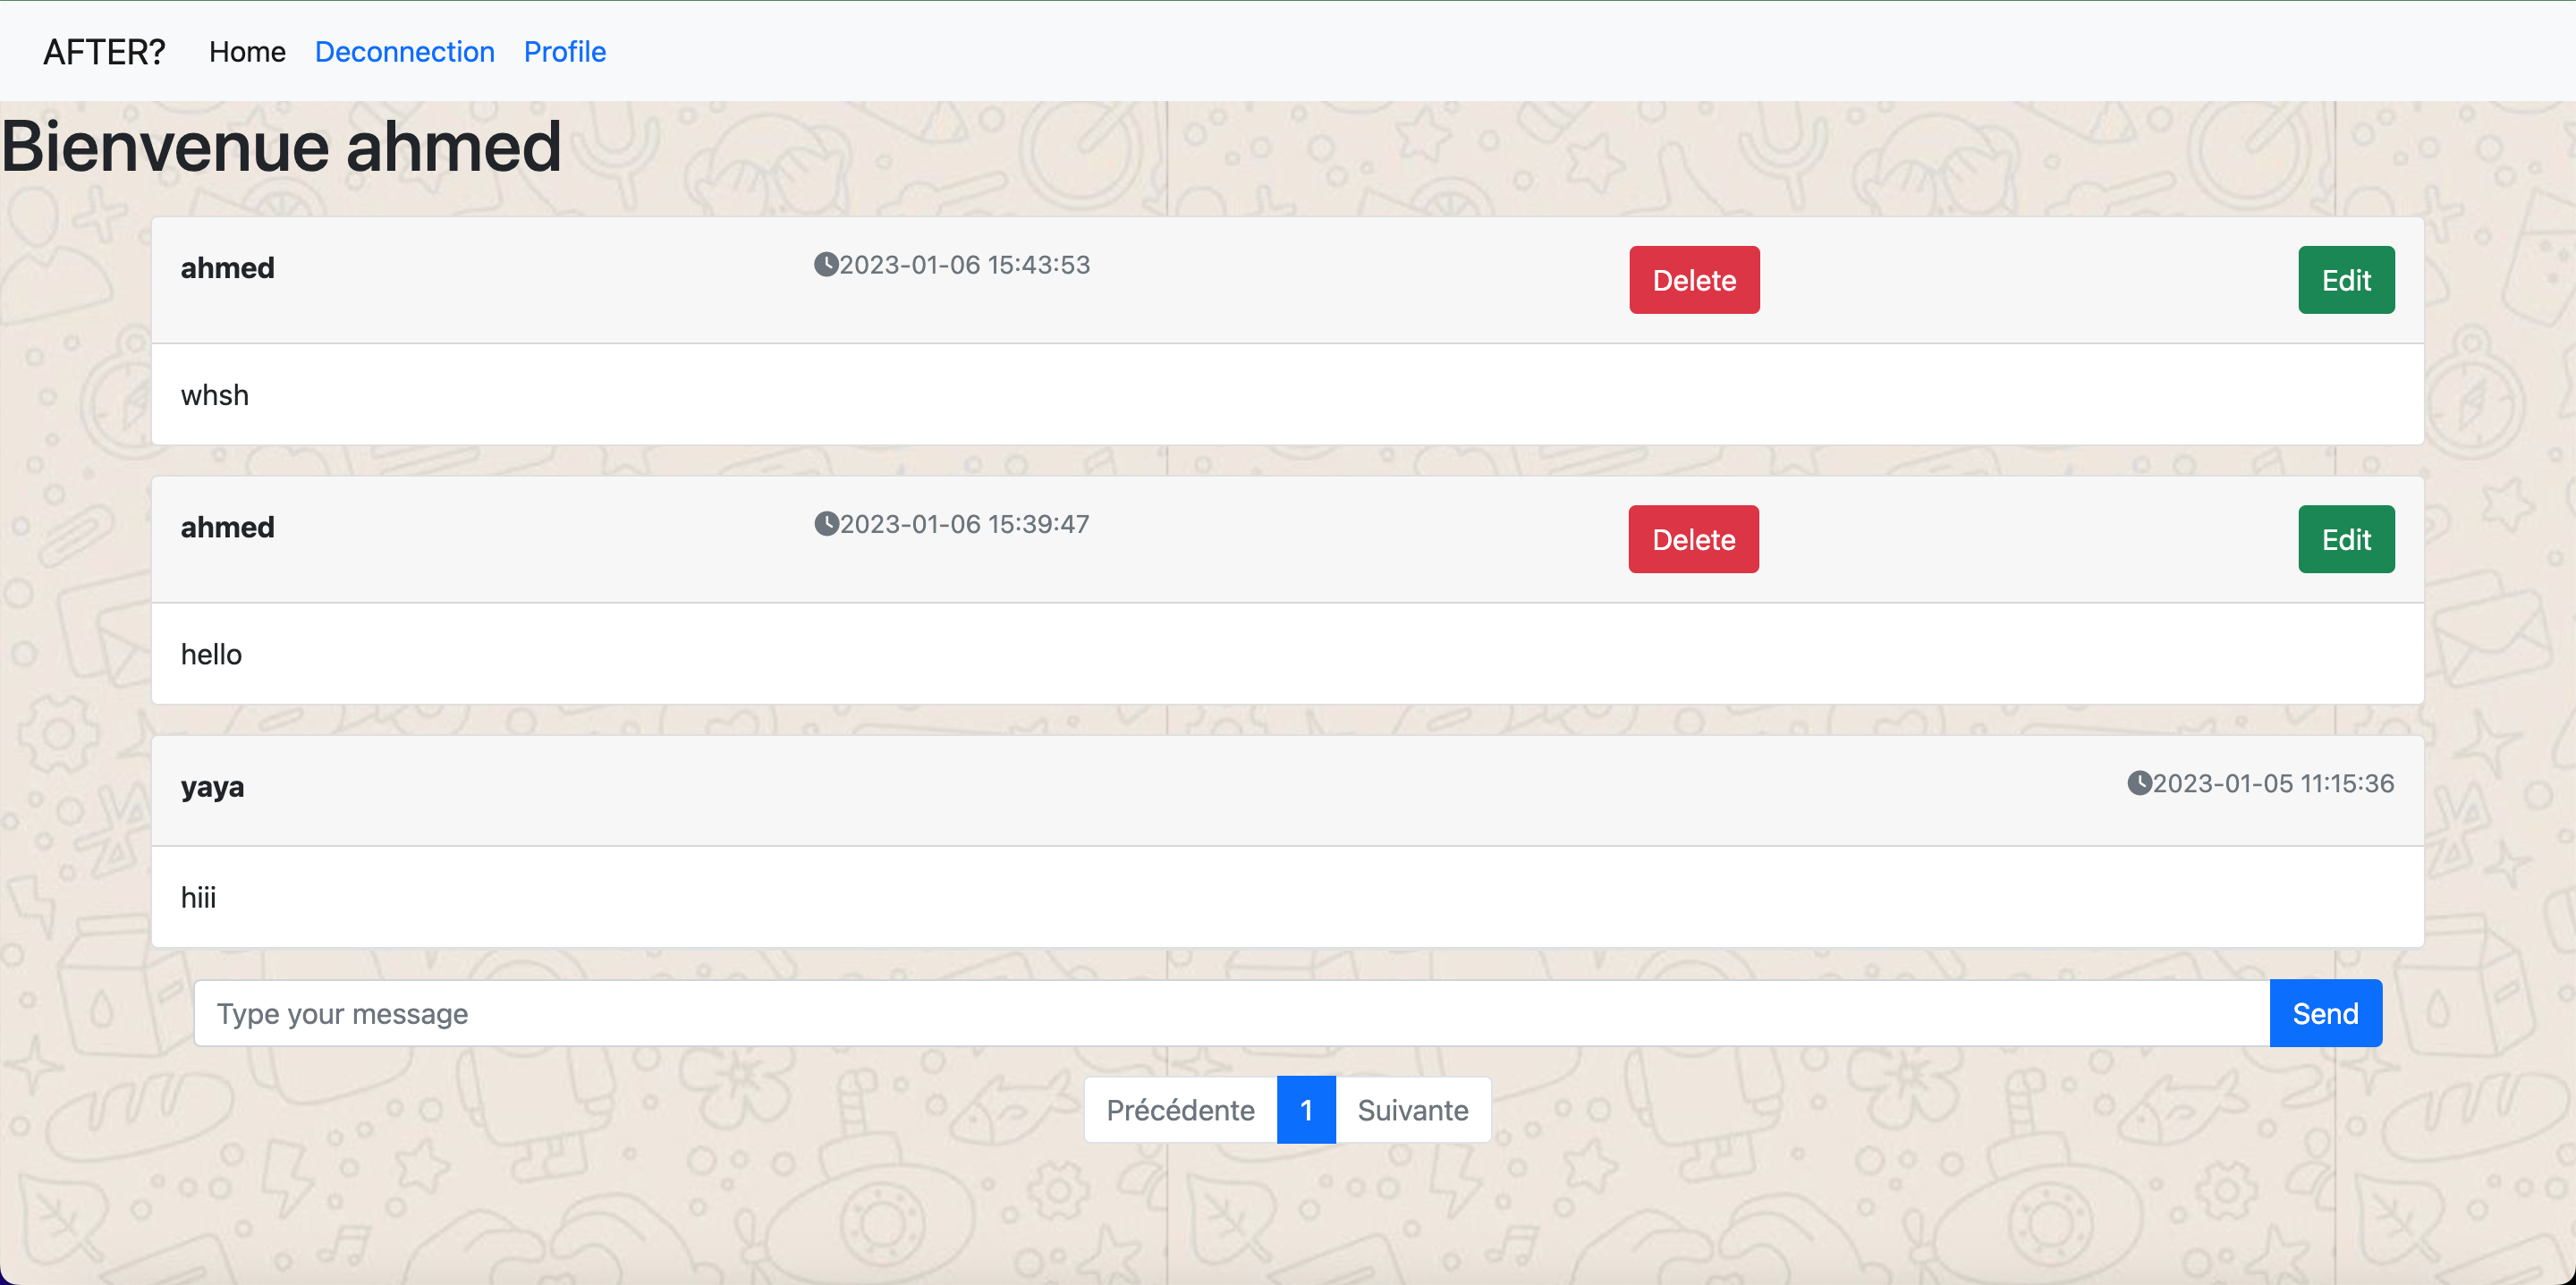 AFTER? Home Deconnection Profile
Bienvenue ahmed
ahmed 2023-01-06 15:43:53 Delete Edit
whsh
ahmed 2023-01-06 15:39:47 Delete Edit
hello
yaya 2023-01-05 11:15:36
hiii
Type your message Send
Précédente 1 Suivante